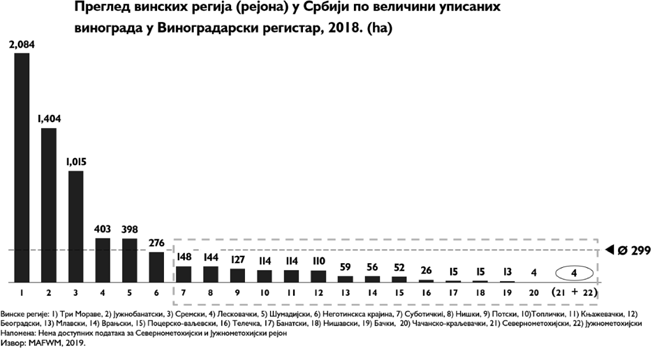 Преглед винских регија (рејона) у Србији по величини уписаних
винограда у Виноградарски регистар, 2018. (ha)
2,084
1,404
1,015
403
398
276
148
144
127
114
114
110
59
56
52
26
15
15
13
4
4
Ø 299
1 2 3 4 5 6 7 8 9 10 11 12 13 14 15 16 17 18 19 20 (21 + 22)
Винске регије: 1) Три Мораве, 2) Јужнобанатски, 3) Сремски, 4) Лесковачки, 5) Шумадијски, 6) Неготинскса крајина, 7) Суботички, 8) Нишки, 9) Потски, 10)Топлички, 11) Књажевачки, 12)
Београдски, 13) Млавски, 14) Врањски, 15) Поцерско-ваљевски, 16) Телечка, 17) Банатски, 18) Нишавски, 19) Бачки, 20) Чачанско-краљевачки, 21) Севернометохијски, 22) Јужнометохијски
Напомена: Нема доступних података за Севернометохијски и Јужнометохијски рејон
Извор: MAFWM, 2019.